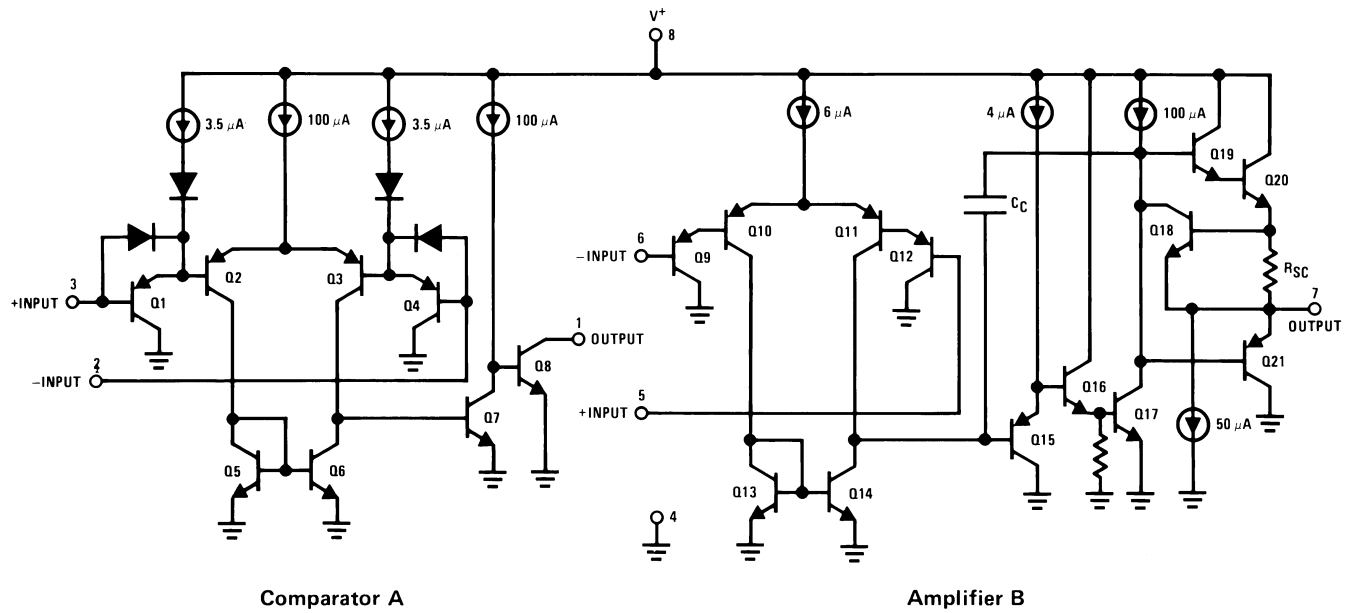 V+
8
3.5 μA
100 μA
3.5 μA
100 μA
6 μA
4 μA
100 μA
Q19
Q20
CC
Q10
Q11
Q18
6
−INPUT
Q9
Q12
RSC
Q2
Q3
3
+INPUT
Q1
Q4
7
OUTPUT
1
OUTPUT
2
−INPUT
Q8
Q21
5
+INPUT
Q7
Q16
Q17
50 μA
Q15
Q5
Q6
Q13
Q14
4
Comparator A
Amplifier B